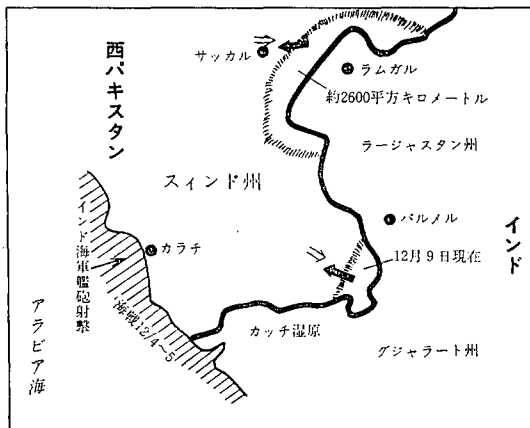 西パキスタン
サッカル
ラムガル
約2600平方キロメートル
ラージャスタン州
スィンド州
バルメル
インド
カラチ
12月9日現在
インド海軍艦砲射撃
海戦12/4〜5
アラビア海
カッチ湿原
グジャラート州